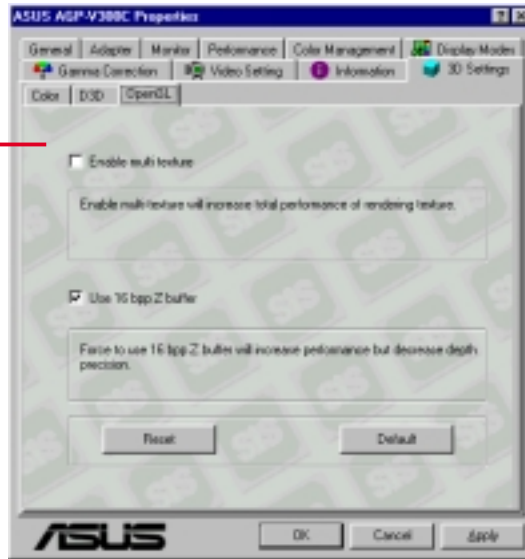 ASUS AGP-V3800C Properties
General Adapter Monitor Performance Color Management Display Modes
Gamma Correction Video Setting Information 3D Settings
Color D3D OpenGL
Enable multi texture
Enable multi-texture will increase total performance of rendering texture.
Use 16 bpp Z buffer
Force to use 16 bpp Z buffer will increase performance but decrease depth
precision.
Reset Default
ASUS OK Cancel Apply